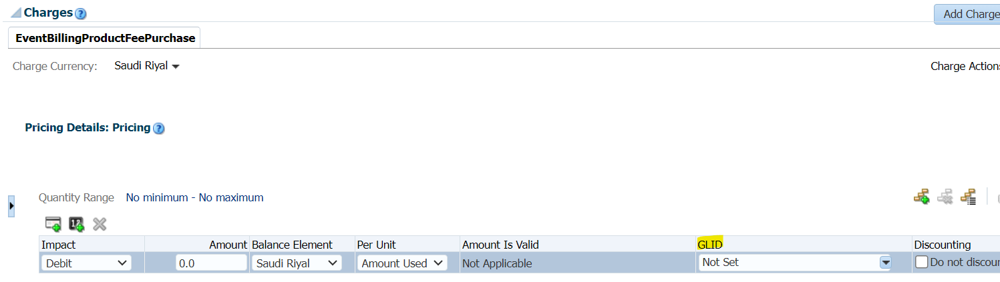 Charges
Add Charge
EventBillingProductFeePurchase
Charge Currency: Saudi Riyal
Charge Actions
Pricing Details: Pricing
Quantity Range No minimum - No maximum
Impact Amount Balance Element Per Unit Amount Is Valid GLID Discounting
Debit 0.0 Saudi Riyal Amount Used Not Applicable Not Set Do not discoun